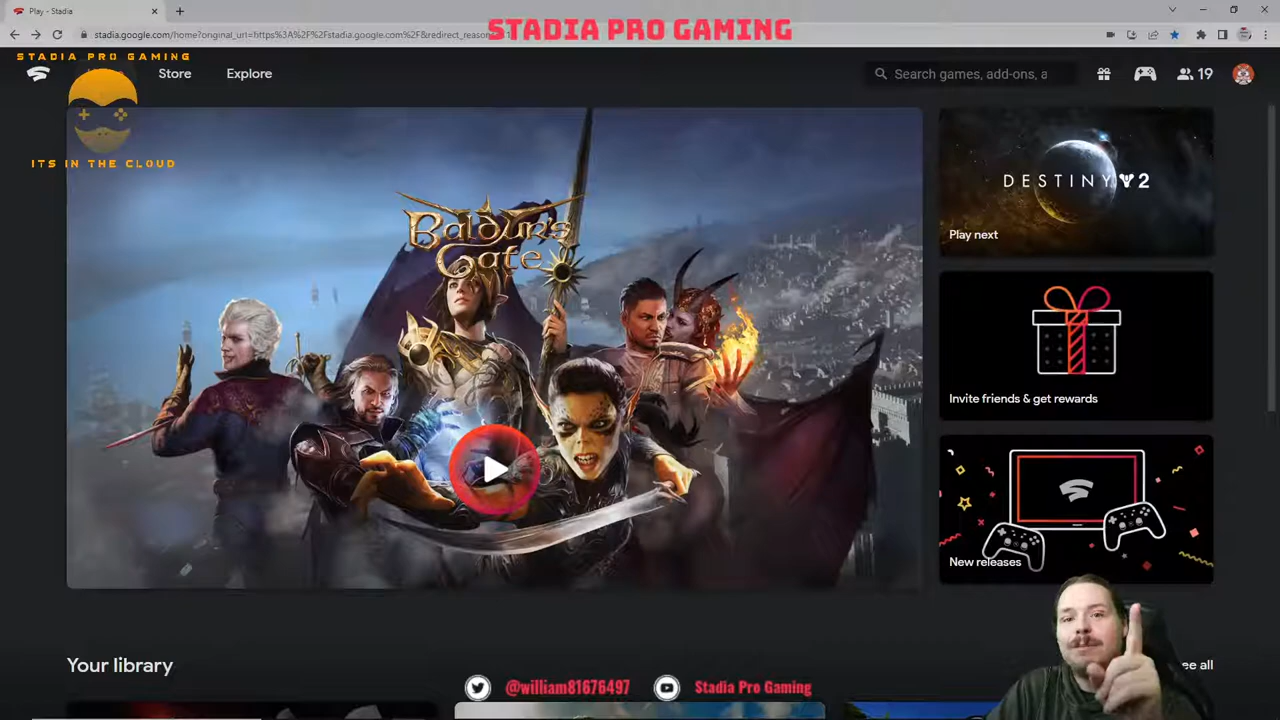 Play - Stadia
STADIA PRO GAMING
stadia.google.com/home?original_url=https%3A%2F%2Fstadia.google.com%2F&redirect_reaso
STADIA PRO GAMING
Store
Explore
Search games, add-ons, a
19
ITS IN THE CLOUD
Baldur's
Gate
DESTINY 2
Play next
Invite friends & get rewards
New releases
Your library
ee all
@william81676497
Stadia Pro Gaming